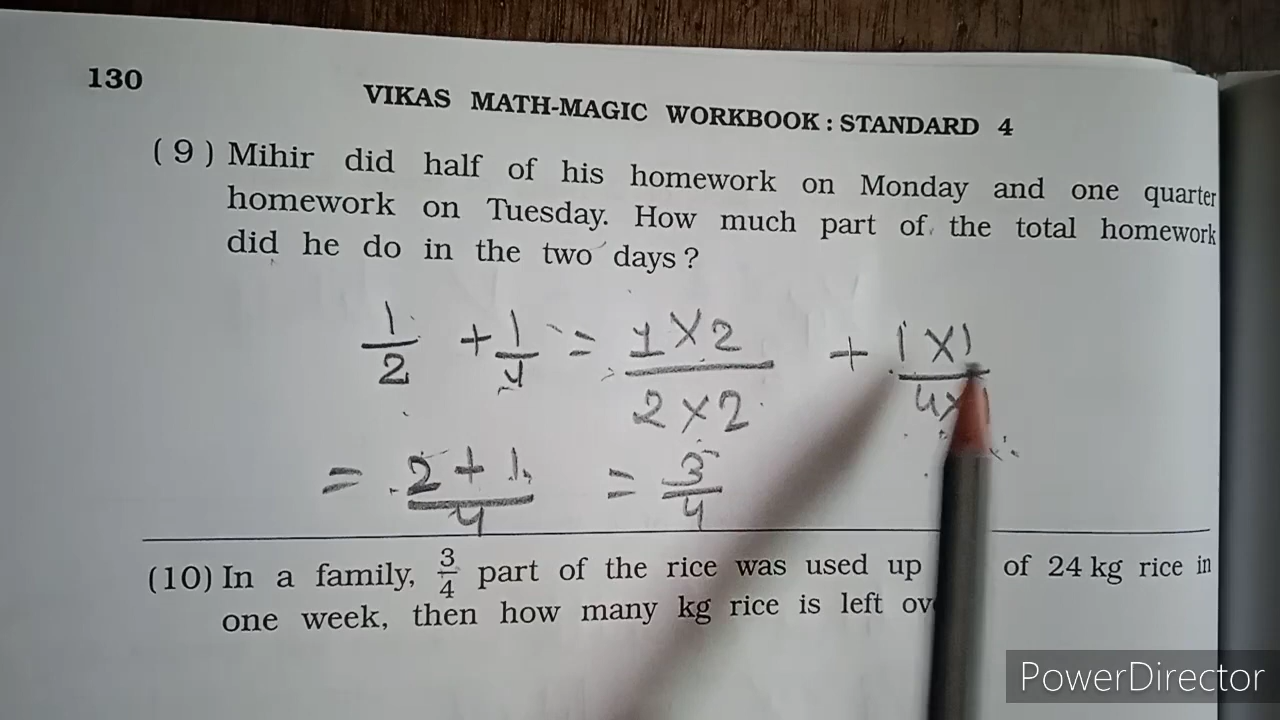 130
VIKAS MATH-MAGIC WORKBOOK : STANDARD 4
(9) Mihir did half of his homework on Monday and one quarter
homework on Tuesday. How much part of the total homework
did he do in the two days?
1/2 + 1/4 = 1×2/2×2 + 1×1/4×1
= 2+1/4 = 3/4
(10) In a family, 3/4 part of the rice was used up of 24 kg rice in
one week, then how many kg rice is left
PowerDirector